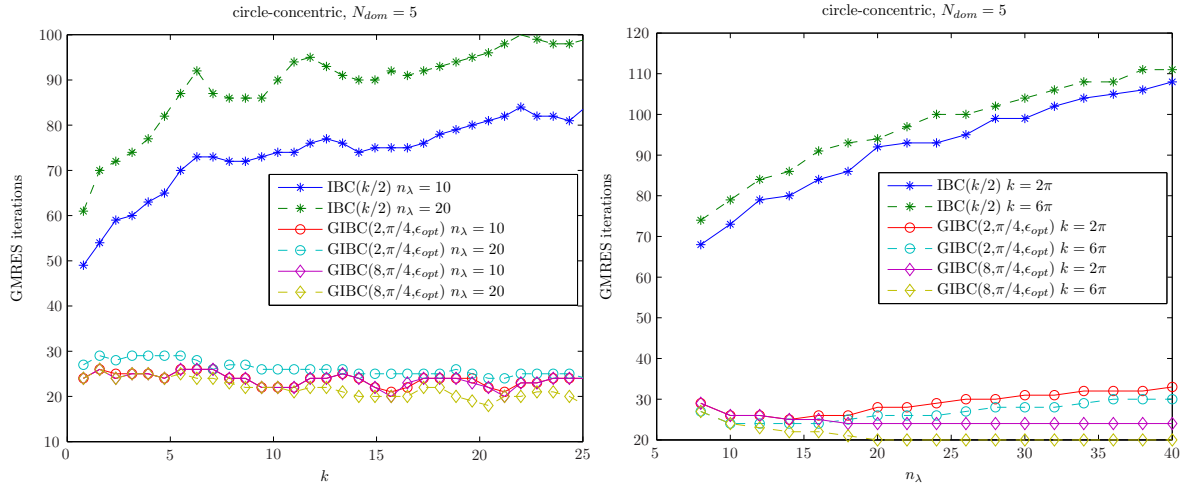 circle-concentric, N_dom = 5
GMRES iterations
100
90
80
70
60
50
40
30
20
10
0
5
10
15
20
25
k
IBC(k/2) n_λ = 10
IBC(k/2) n_λ = 20
GIBC(2,π/4,ϵ_opt) n_λ = 10
GIBC(2,π/4,ϵ_opt) n_λ = 20
GIBC(8,π/4,ϵ_opt) n_λ = 10
GIBC(8,π/4,ϵ_opt) n_λ = 20
circle-concentric, N_dom = 5
GMRES iterations
120
110
100
90
80
70
60
50
40
30
20
5
10
15
20
25
30
35
40
n_λ
IBC(k/2) k = 2π
IBC(k/2) k = 6π
GIBC(2,π/4,ϵ_opt) k = 2π
GIBC(2,π/4,ϵ_opt) k = 6π
GIBC(8,π/4,ϵ_opt) k = 2π
GIBC(8,π/4,ϵ_opt) k = 6π